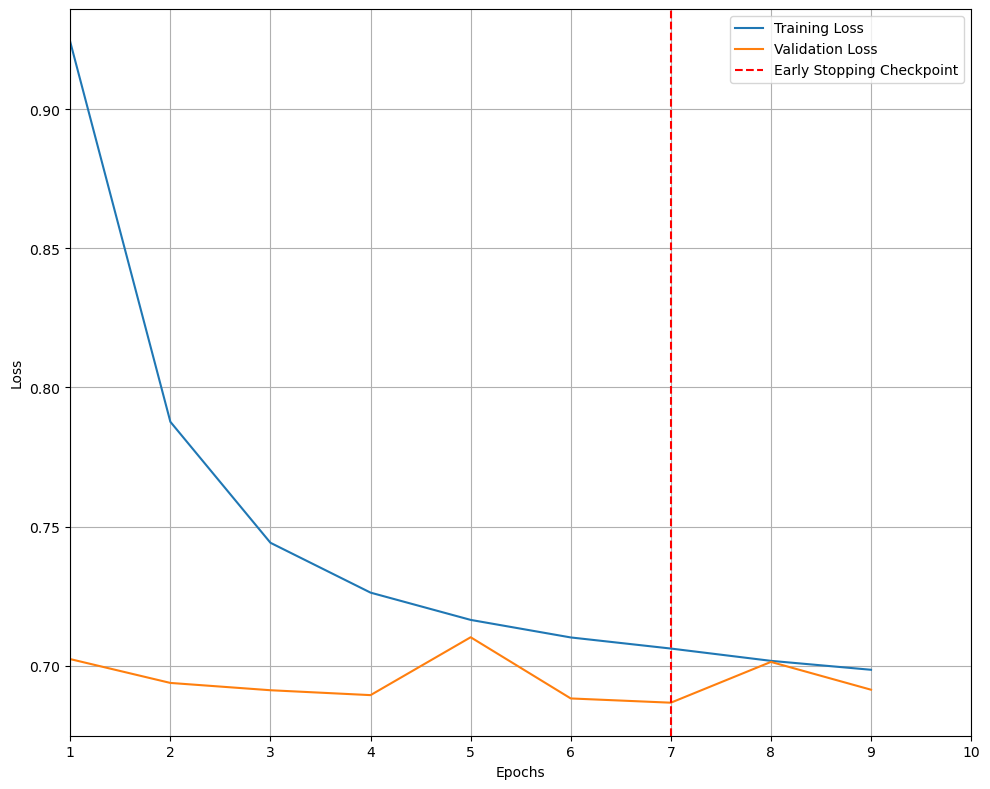 Training Loss
Validation Loss
Early Stopping Checkpoint
0.90
0.85
0.80
0.75
0.70
Loss
1 2 3 4 5 6 7 8 9 10
Epochs